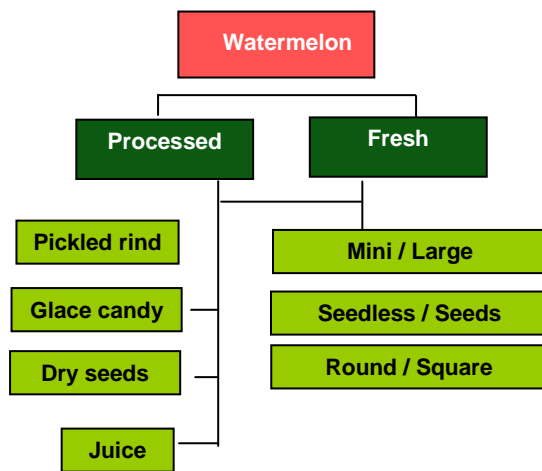 Watermelon
Processed
Fresh
Pickled rind
Mini / Large
Glace candy
Seedless / Seeds
Dry seeds
Round / Square
Juice